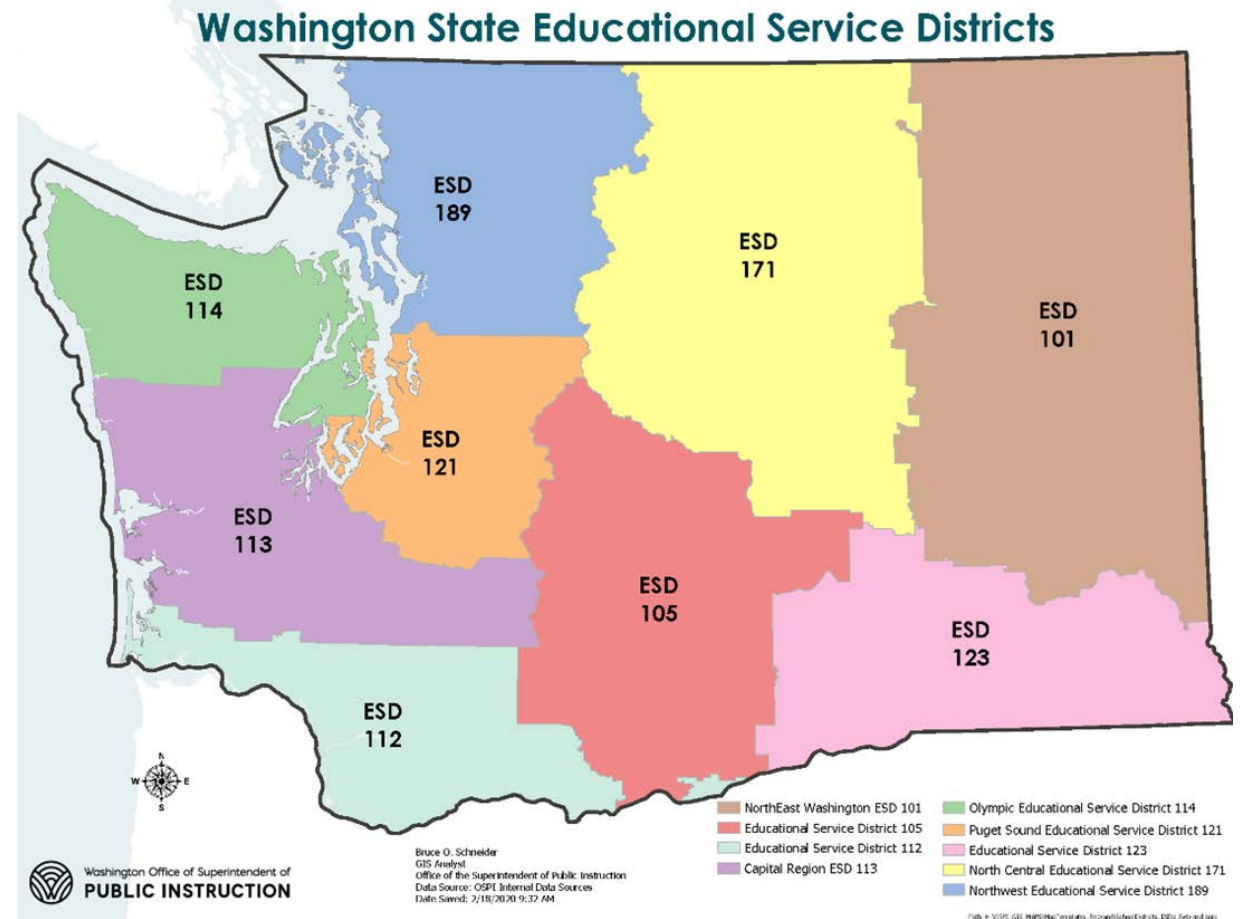 Washington State Educational Service Districts
ESD
189
ESD
171
ESD
114
ESD
101
ESD
121
ESD
113
ESD
105
ESD
123
ESD
112
N
W E
S
NorthEast Washington ESD 101
Educational Service District 105
Educational Service District 112
Capital Region ESD 113
Olympic Educational Service District 114
Puget Sound Educational Service District 121
Educational Service District 123
North Central Educational Service District 171
Northwest Educational Service District 189
Washington Office of Superintendent of
PUBLIC INSTRUCTION
Bruce O. Schneider
GIS Analyst
Office of the Superintendent of Public Instruction
Data Source: OSPI Internal Data Sources
Date Saved: 2/18/2020 9:32 AM